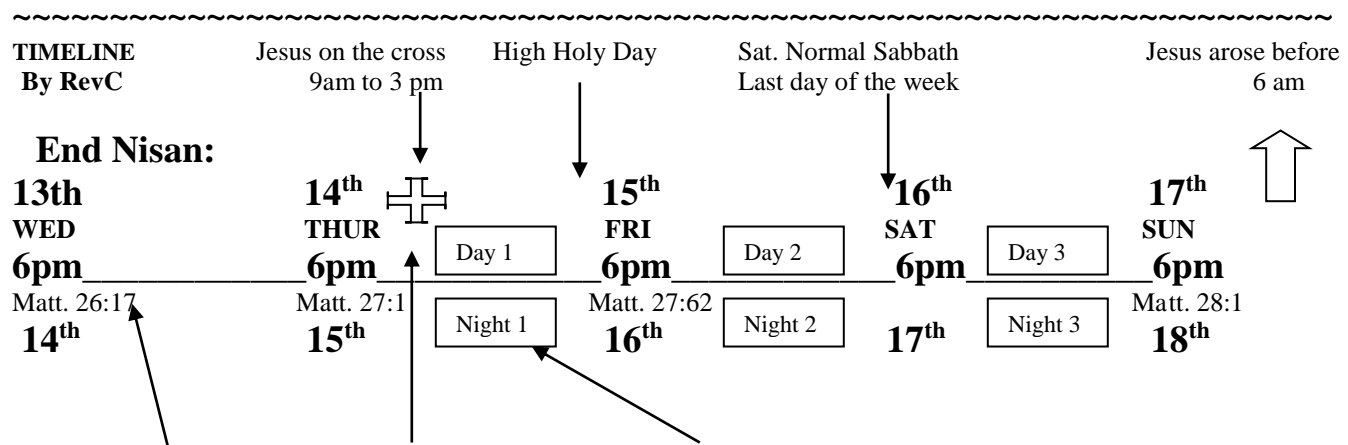 ~~~~~~~~~~~~~~~~~~~~~~~~~~~~~~~~~~~~~~~~~~~~~~~~~~~~~~~~~~~~~~~~~~~~~~
TIMELINE Jesus on the cross High Holy Day Sat. Normal Sabbath Jesus arose before
By RevC 9am to 3 pm Last day of the week 6 am
End Nisan:
13th 14th 15th 16th 17th
WED THUR FRI SAT SUN
Day 1 Day 2 Day 3
6pm 6pm 6pm 6pm 6pm
Matt. 26:17 Matt. 27:1 Matt. 27:62 Matt. 28:1
Night 1 Night 2 Night 3
14th 15th 16th 17th 18th